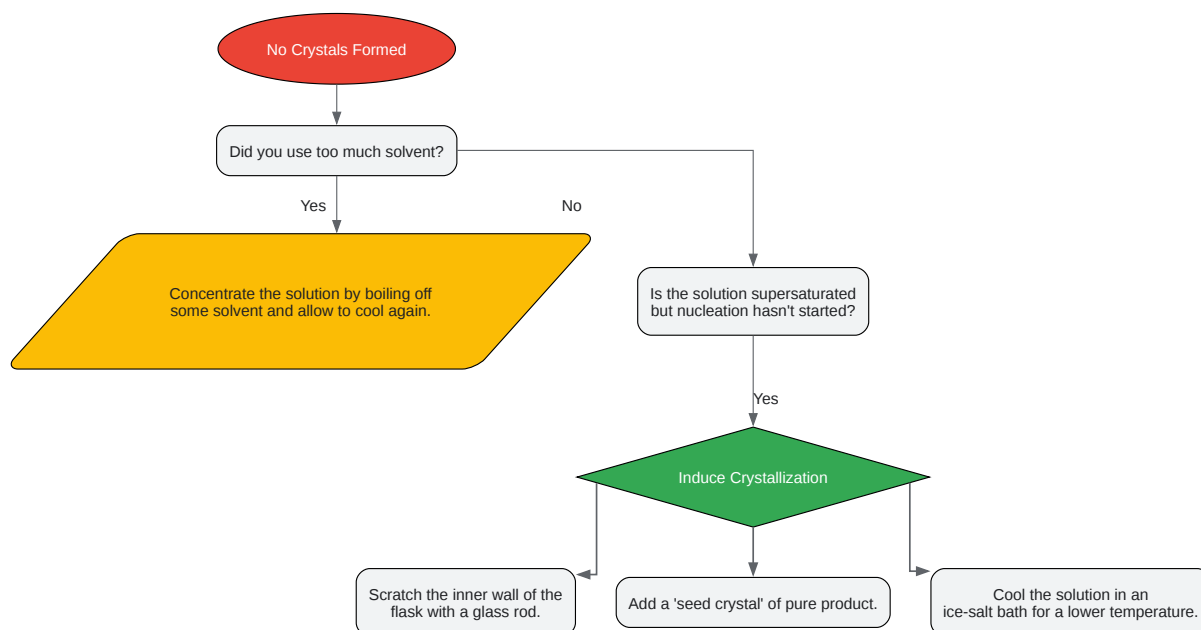 No Crystals Formed
Did you use too much solvent?
Yes
No
Concentrate the solution by boiling off
some solvent and allow to cool again.
Is the solution supersaturated
but nucleation hasn't started?
Yes
Induce Crystallization
Scratch the inner wall of the
flask with a glass rod.
Add a 'seed crystal' of pure product.
Cool the solution in an
ice-salt bath for a lower temperature.